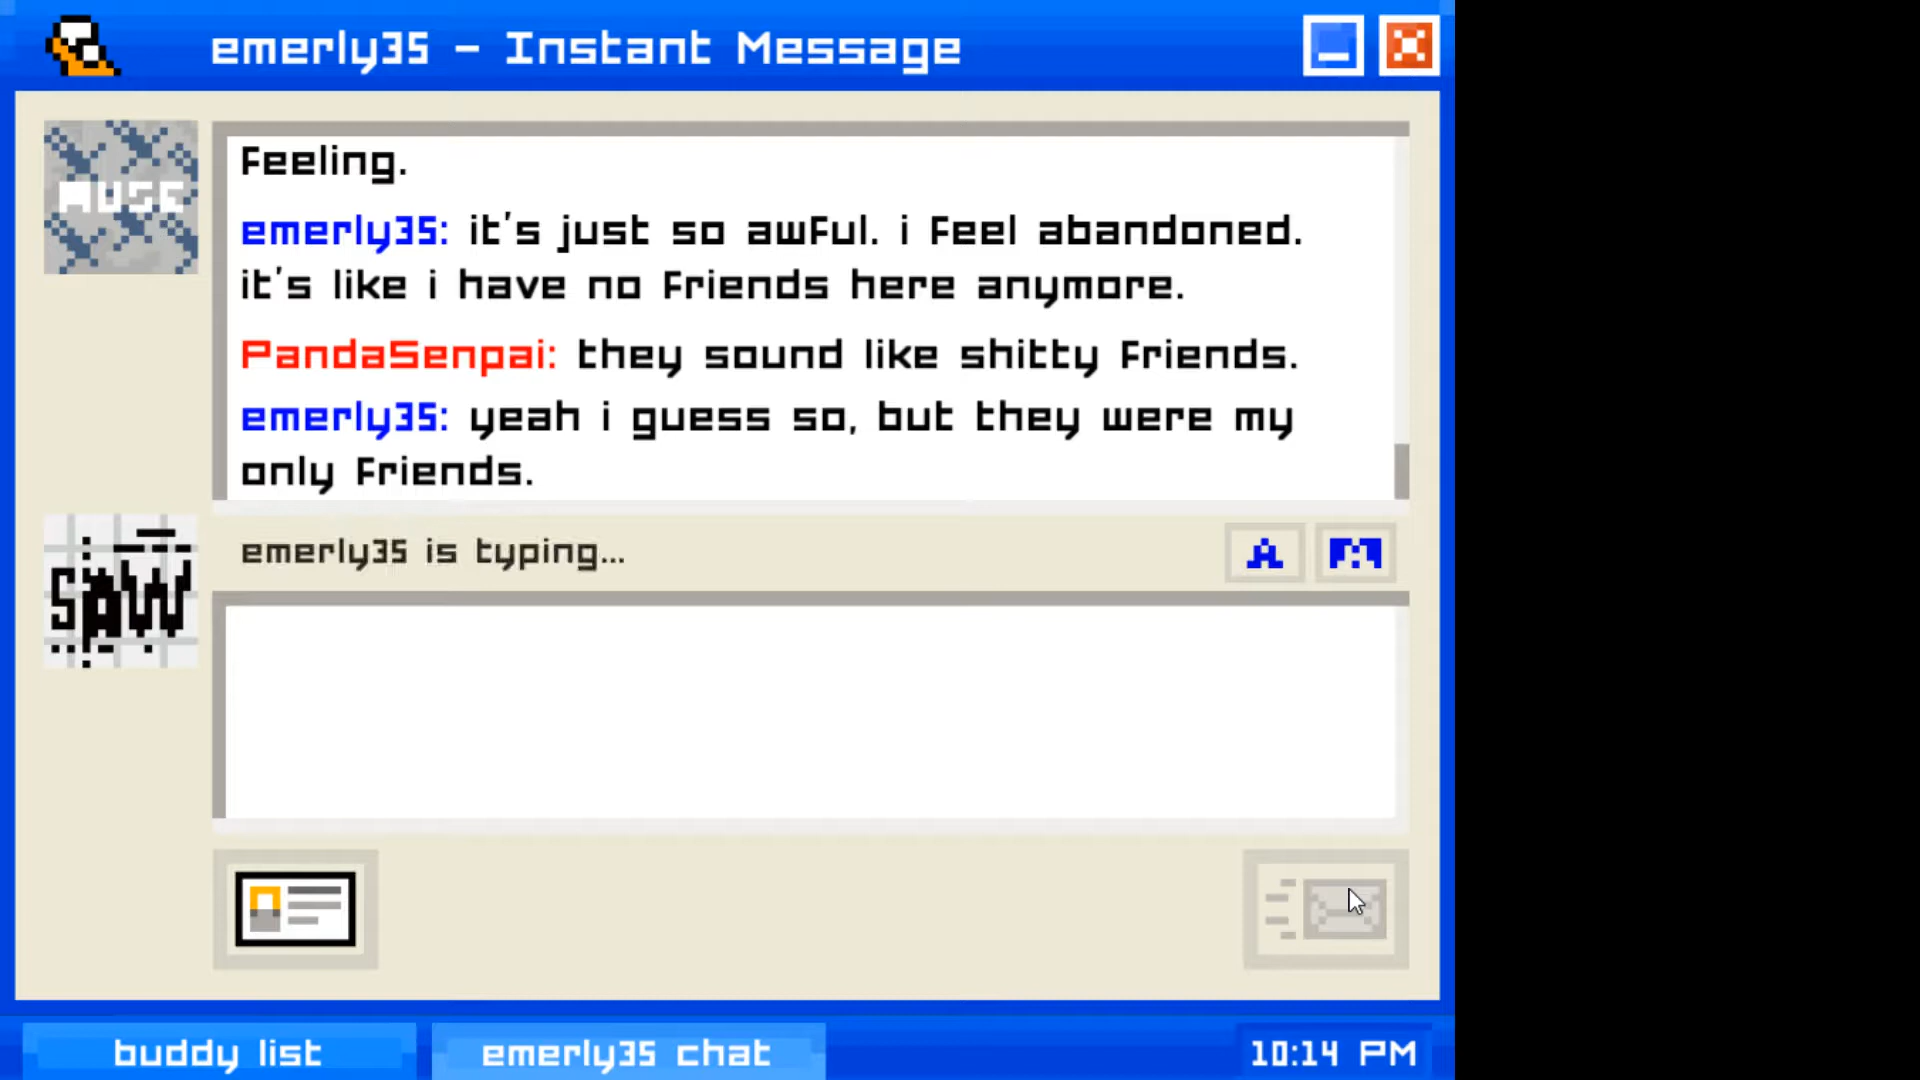 emerly35 - Instant Message
MUSE
Feeling.
emerly35: it's just so awful. i feel abandoned.
it's like i have no friends here anymore.
PandaSenpai: they sound like shitty friends.
emerly35: yeah i guess so, but they were my
only friends.
SAW
emerly35 is typing...
A
buddy list
emerly35 chat
10:14 PM